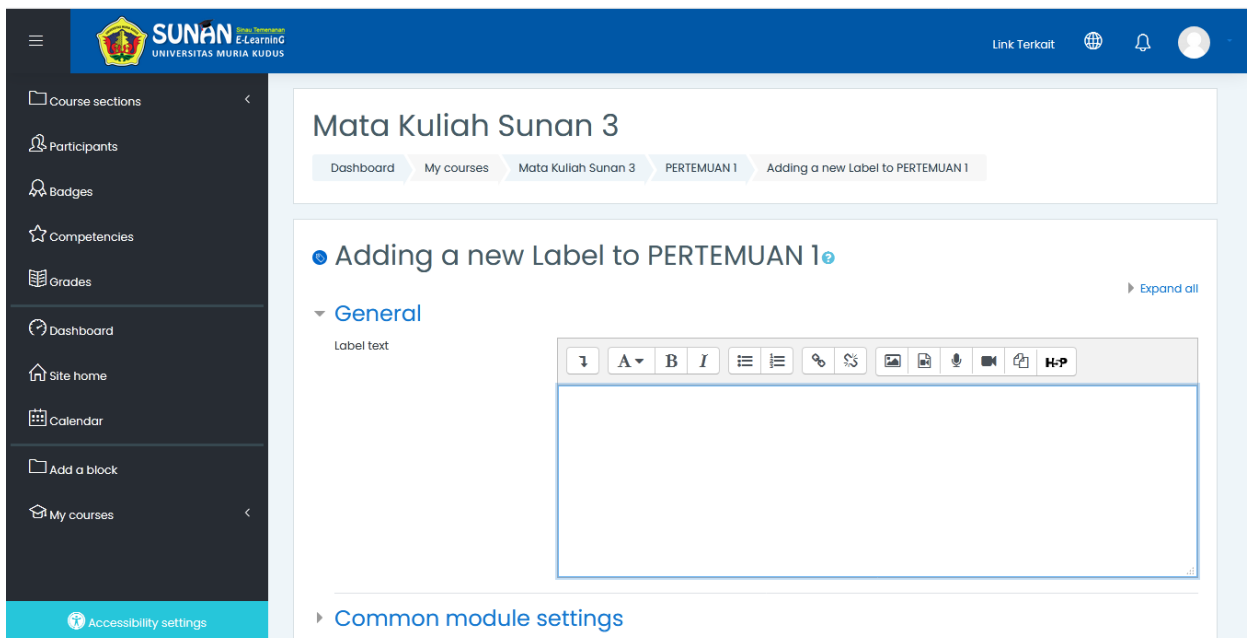 SUNAN Sinau Temenanan
E-LearninG
UNIVERSITAS MURIA KUDUS
Link Terkait
Course sections
Participants
Badges
Competencies
Grades
Dashboard
Site home
Calendar
Add a block
My courses
Accessibility settings
Mata Kuliah Sunan 3
Dashboard My courses Mata Kuliah Sunan 3 PERTEMUAN 1 Adding a new Label to PERTEMUAN 1
Adding a new Label to PERTEMUAN 1
Expand all
General
Label text
A B I H-P
Common module settings